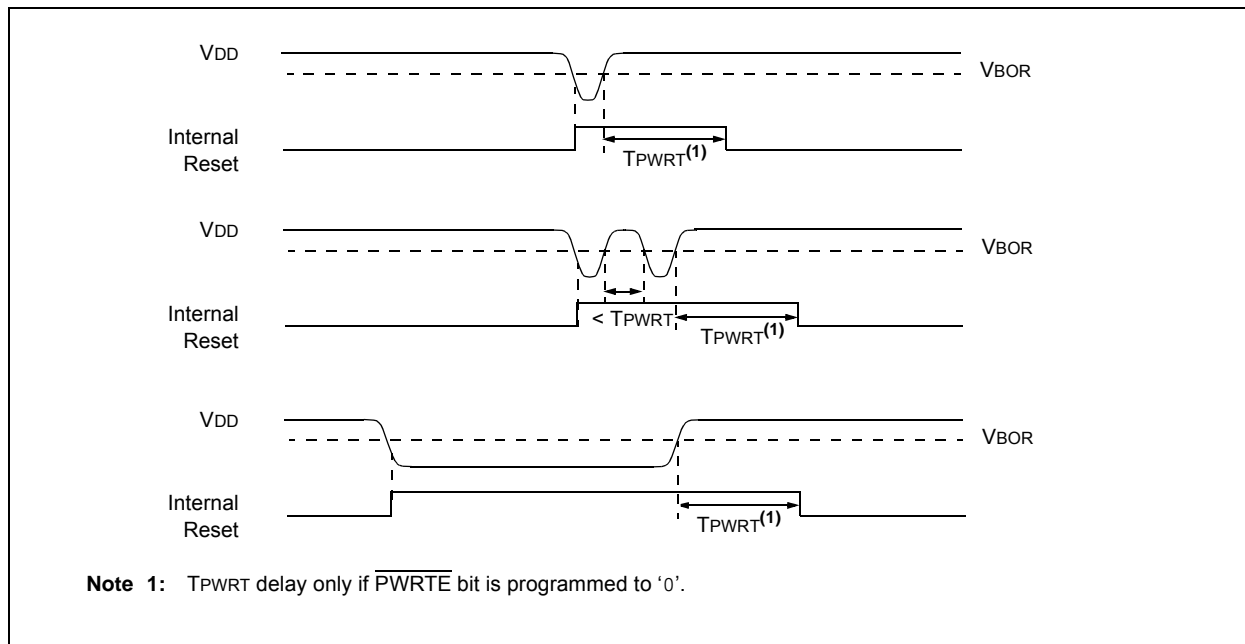 VDD
VBOR
Internal
Reset
TPWRT(1)
VDD
VBOR
Internal
Reset
< TPWRT
TPWRT(1)
VDD
VBOR
Internal
Reset
TPWRT(1)
Note 1: TPWRT delay only if PWRTE bit is programmed to ‘0’.